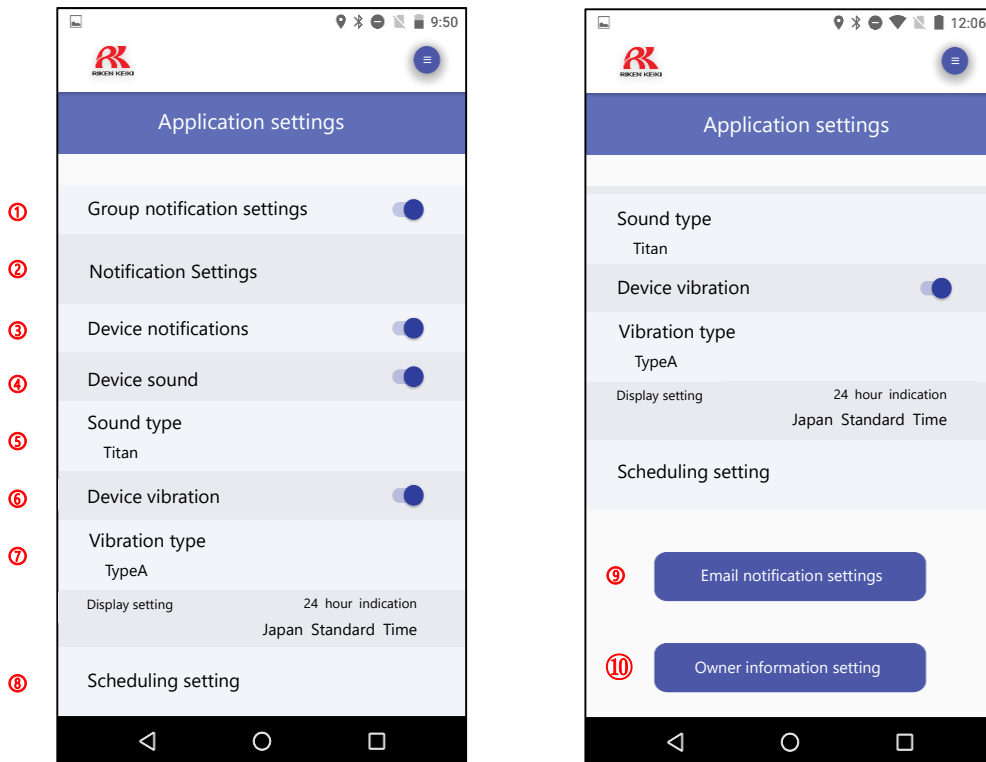 9:50
RIKEN KEIKI
≡
Application settings
① Group notification settings
② Notification Settings
③ Device notifications
④ Device sound
⑤ Sound type
Titan
⑥ Device vibration
⑦ Vibration type
TypeA
Display setting 24 hour indication
Japan Standard Time
⑧ Scheduling setting
12:06
RIKEN KEIKI
≡
Application settings
Sound type
Titan
Device vibration
Vibration type
TypeA
Display setting 24 hour indication
Japan Standard Time
Scheduling setting
⑨ Email notification settings
⑩ Owner information setting